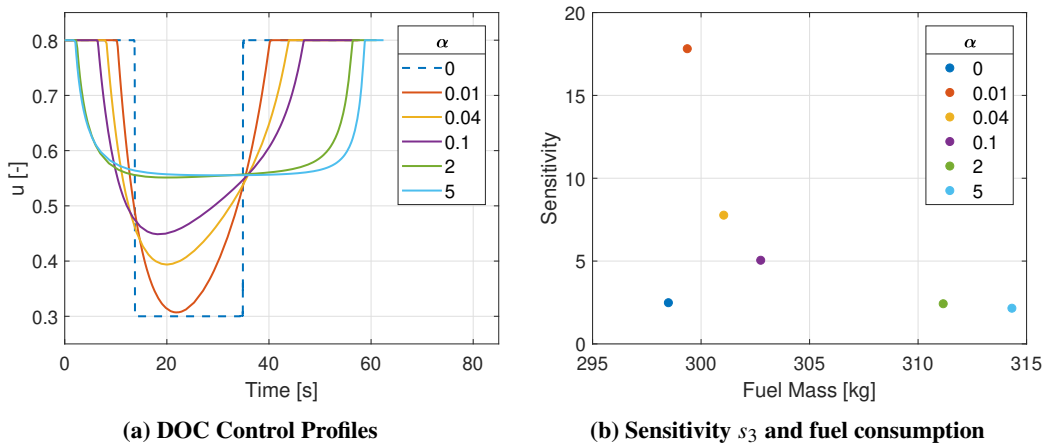 0.8
0.7
0.6
0.5
0.4
0.3
u [-]
0 20 40 60 80
Time [s]
α
0
0.01
0.04
0.1
2
5
(a) DOC Control Profiles
20
15
10
5
0
Sensitivity
295 300 305 310 315
Fuel Mass [kg]
α
0
0.01
0.04
0.1
2
5
(b) Sensitivity s₃ and fuel consumption